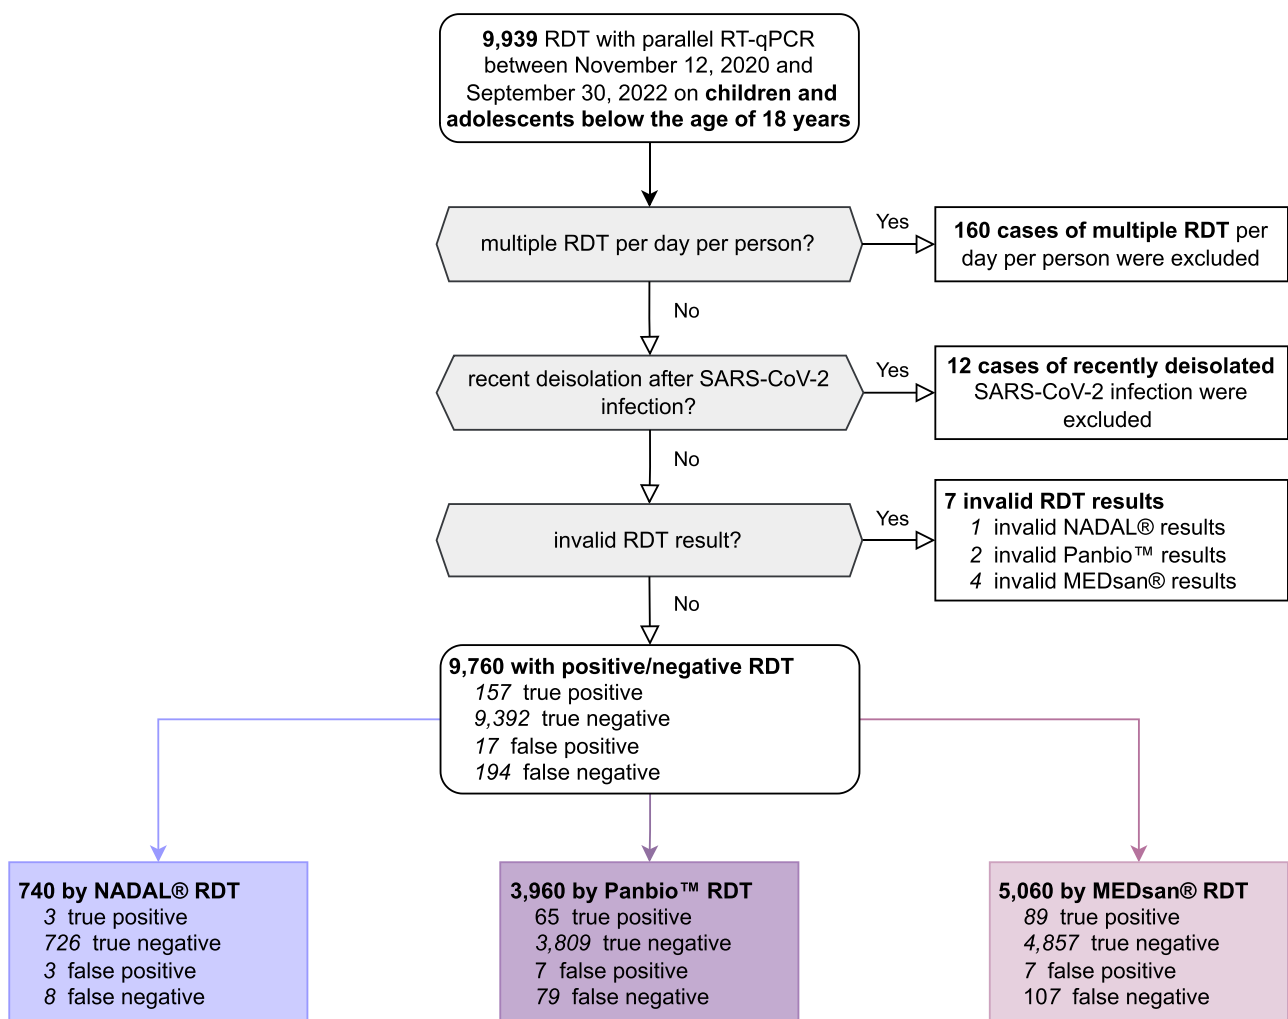 9,939 RDT with parallel RT-qPCR
between November 12, 2020 and
September 30, 2022 on children and
adolescents below the age of 18 years
multiple RDT per day per person?
Yes
160 cases of multiple RDT per
day per person were excluded
No
recent deisolation after SARS-CoV-2
infection?
Yes
12 cases of recently deisolated
SARS-CoV-2 infection were
excluded
No
invalid RDT result?
Yes
7 invalid RDT results
1 invalid NADAL® results
2 invalid Panbio™ results
4 invalid MEDsan® results
No
9,760 with positive/negative RDT
157 true positive
9,392 true negative
17 false positive
194 false negative
740 by NADAL® RDT
3 true positive
726 true negative
3 false positive
8 false negative
3,960 by Panbio™ RDT
65 true positive
3,809 true negative
7 false positive
79 false negative
5,060 by MEDsan® RDT
89 true positive
4,857 true negative
7 false positive
107 false negative